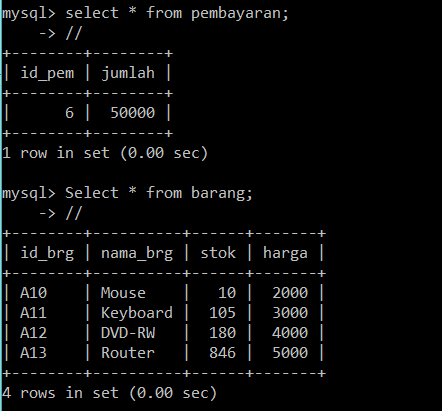 mysql> select * from pembayaran;
    -> //
+--------+--------+
| id_pem | jumlah |
+--------+--------+
|      6 |  50000 |
+--------+--------+
1 row in set (0.00 sec)

mysql> Select * from barang;
    -> //
+--------+----------+------+-------+
| id_brg | nama_brg | stok | harga |
+--------+----------+------+-------+
| A10    | Mouse    |   10 |  2000 |
| A11    | Keyboard |  105 |  3000 |
| A12    | DVD-RW   |  180 |  4000 |
| A13    | Router   |  846 |  5000 |
+--------+----------+------+-------+
4 rows in set (0.00 sec)